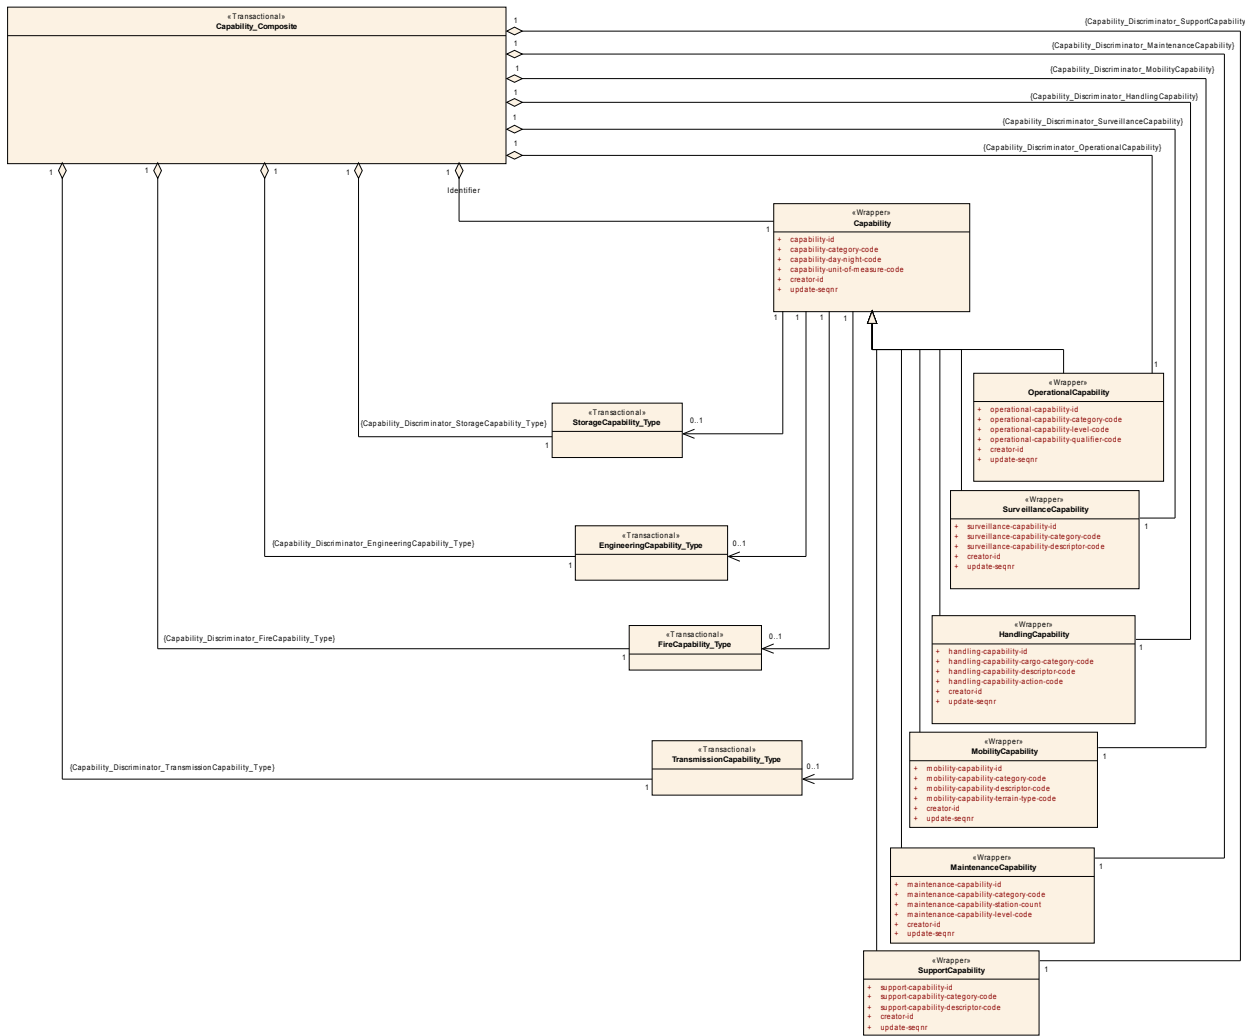 «Transactional»
Capability_Composite
1
{Capability_Discriminator_SupportCapability
1
{Capability_Discriminator_MaintenanceCapability}
1
{Capability_Discriminator_MobilityCapability}
1
{Capability_Discriminator_HandlingCapability}
1
{Capability_Discriminator_SurveillanceCapability}
1
{Capability_Discriminator_OperationalCapability}
1
1
1
1
1
Identifier
«Wrapper»
Capability
1
+ capability-id
+ capability-category-code
+ capability-day-night-code
+ capability-unit-of-measure-code
+ creator-id
+ update-seqnr
1
1
1
1
1
«Wrapper»
OperationalCapability
+ operational-capability-id
+ operational-capability-category-code
+ operational-capability-level-code
+ operational-capability-qualifier-code
+ creator-id
+ update-seqnr
«Transactional»
StorageCapability_Type
{Capability_Discriminator_StorageCapability_Type}
1
0..1
«Wrapper»
SurveillanceCapability
1
+ surveillance-capability-id
+ surveillance-capability-category-code
+ surveillance-capability-descriptor-code
+ creator-id
+ update-seqnr
«Transactional»
EngineeringCapability_Type
{Capability_Discriminator_EngineeringCapability_Type}
1
0..1
«Wrapper»
HandlingCapability
1
+ handling-capability-id
+ handling-capability-cargo-category-code
+ handling-capability-descriptor-code
+ handling-capability-action-code
+ creator-id
+ update-seqnr
«Transactional»
FireCapability_Type
{Capability_Discriminator_FireCapability_Type}
1
0..1
«Wrapper»
MobilityCapability
1
+ mobility-capability-id
+ mobility-capability-category-code
+ mobility-capability-descriptor-code
+ mobility-capability-terrain-type-code
+ creator-id
+ update-seqnr
«Transactional»
TransmissionCapability_Type
{Capability_Discriminator_TransmissionCapability_Type}
1
0..1
«Wrapper»
MaintenanceCapability
1
+ maintenance-capability-id
+ maintenance-capability-category-code
+ maintenance-capability-station-count
+ maintenance-capability-level-code
+ creator-id
+ update-seqnr
«Wrapper»
SupportCapability
1
+ support-capability-id
+ support-capability-category-code
+ support-capability-descriptor-code
+ creator-id
+ update-seqnr